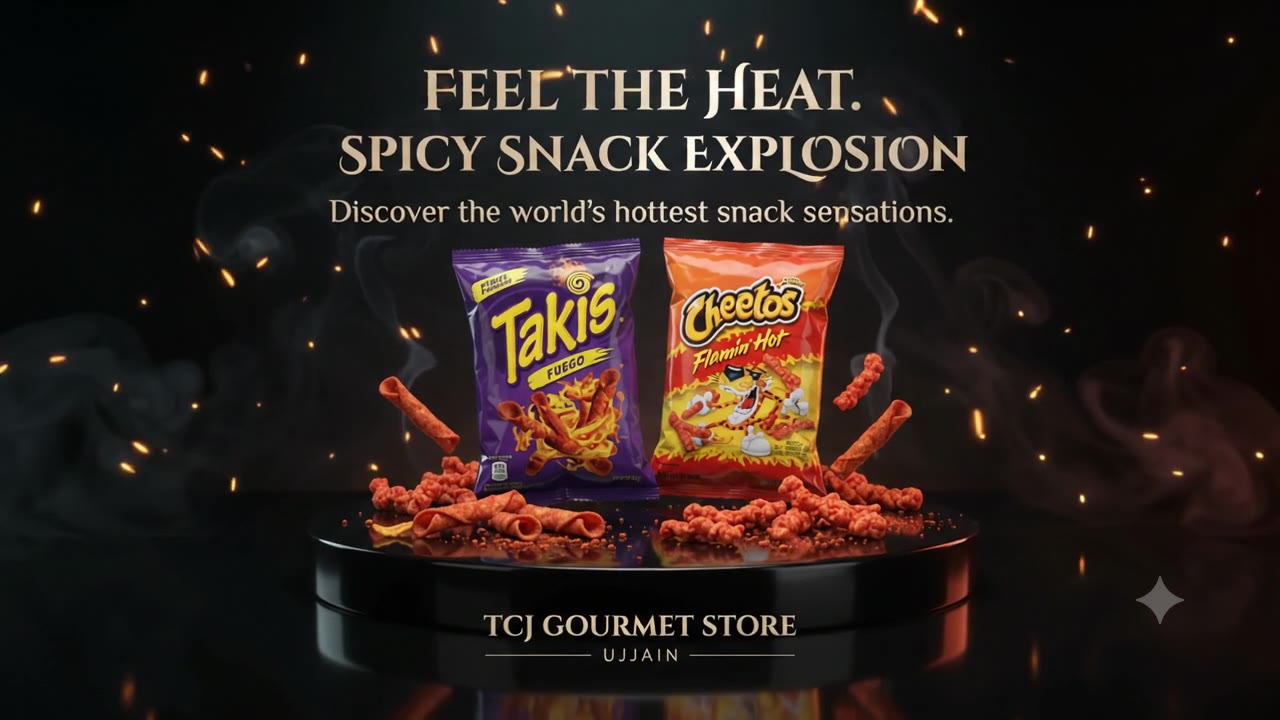 FEEL THE HEAT.
SPICY SNACK EXPLOSION
Discover the world's hottest snack sensations.
Takis
FUEGO
Cheetos
Flamin' Hot
TCJ GOURMET STORE
UJJAIN